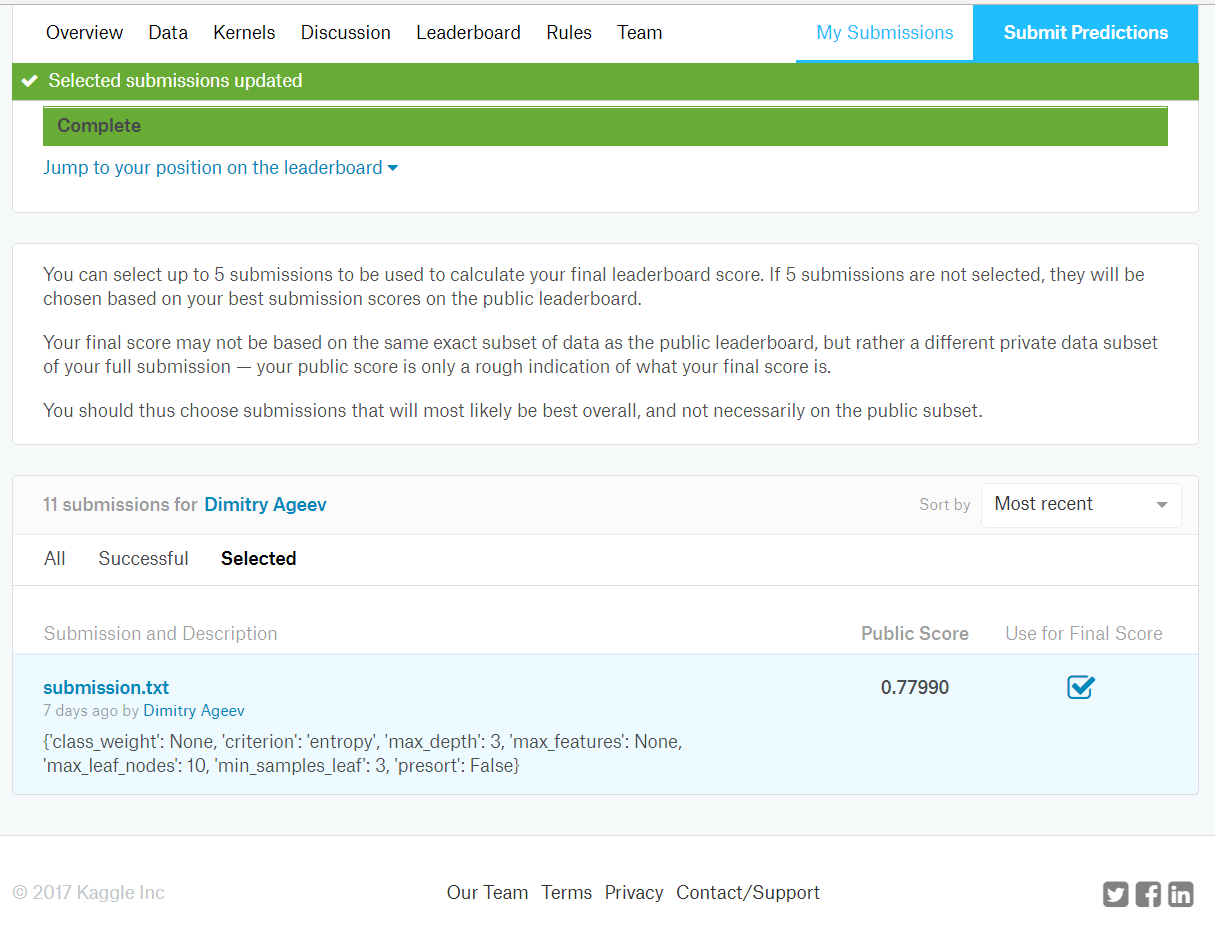 Overview Data Kernels Discussion Leaderboard Rules Team My Submissions Submit Predictions
Selected submissions updated
Complete
Jump to your position on the leaderboard
You can select up to 5 submissions to be used to calculate your final leaderboard score. If 5 submissions are not selected, they will be
chosen based on your best submission scores on the public leaderboard.
Your final score may not be based on the same exact subset of data as the public leaderboard, but rather a different private data subset
of your full submission — your public score is only a rough indication of what your final score is.
You should thus choose submissions that will most likely be best overall, and not necessarily on the public subset.
11 submissions for Dimitry Ageev Sort by Most recent
All Successful Selected
Submission and Description Public Score Use for Final Score
submission.txt 0.77990
7 days ago by Dimitry Ageev
{'class_weight': None, 'criterion': 'entropy', 'max_depth': 3, 'max_features': None,
'max_leaf_nodes': 10, 'min_samples_leaf': 3, 'presort': False}
© 2017 Kaggle Inc Our Team Terms Privacy Contact/Support